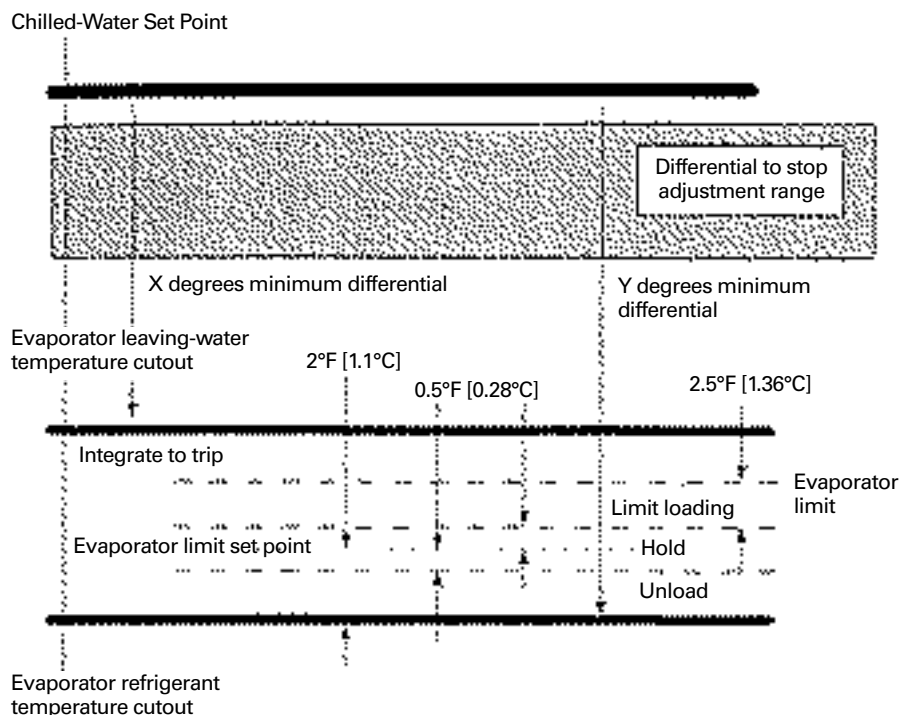 Chilled-Water Set Point
Differential to stop
adjustment range
X degrees minimum differential
Y degrees minimum
differential
Evaporator leaving-water
temperature cutout
2°F [1.1°C]
0.5°F [0.28°C]
2.5°F [1.36°C]
Integrate to trip
Evaporator
limit
Limit loading
Evaporator limit set point
Hold
Unload
Evaporator refrigerant
temperature cutout